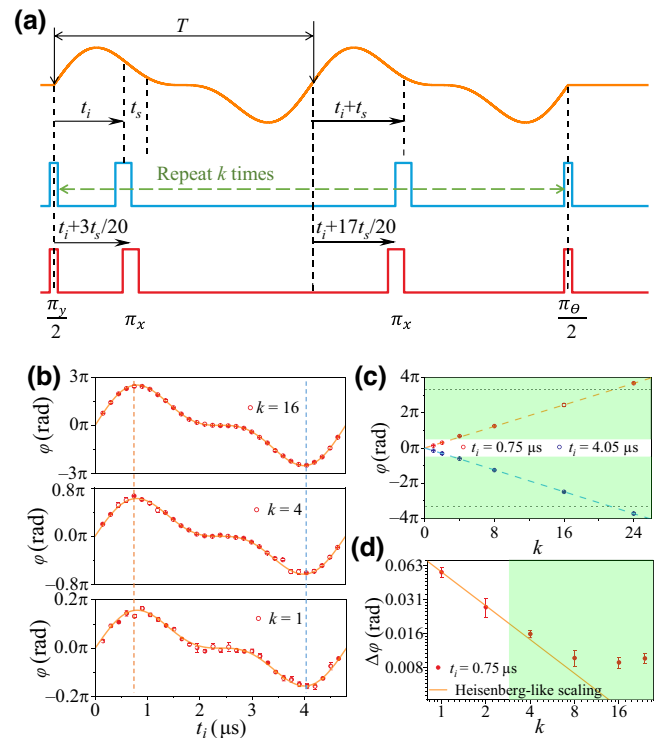 (a)
T
t_i
t_s
t_i+t_s
Repeat k times
t_i+3t_s/20
t_i+17t_s/20
π_y/2
π_x
π_x
π_θ/2
(b)
3π
0π
−3π
φ (rad)
k = 16
0.8π
0.0π
−0.8π
φ (rad)
k = 4
0.2π
0.0π
−0.2π
φ (rad)
k = 1
0 1 2 3 4
t_i (μs)
(c)
4π
2π
0π
−2π
−4π
φ (rad)
t_i = 0.75 μs t_i = 4.05 μs
0 4 8 12 16 20 24
k
(d)
0.063
0.031
0.016
0.008
Δφ (rad)
t_i = 0.75 μs
Heisenberg-like scaling
1 2 4 8 16
k